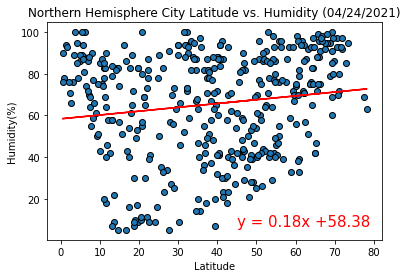 Northern Hemisphere City Latitude vs. Humidity (04/24/2021)
100
80
60
40
20
Humidity(%)
y = 0.18x +58.38
0 10 20 30 40 50 60 70 80
Latitude